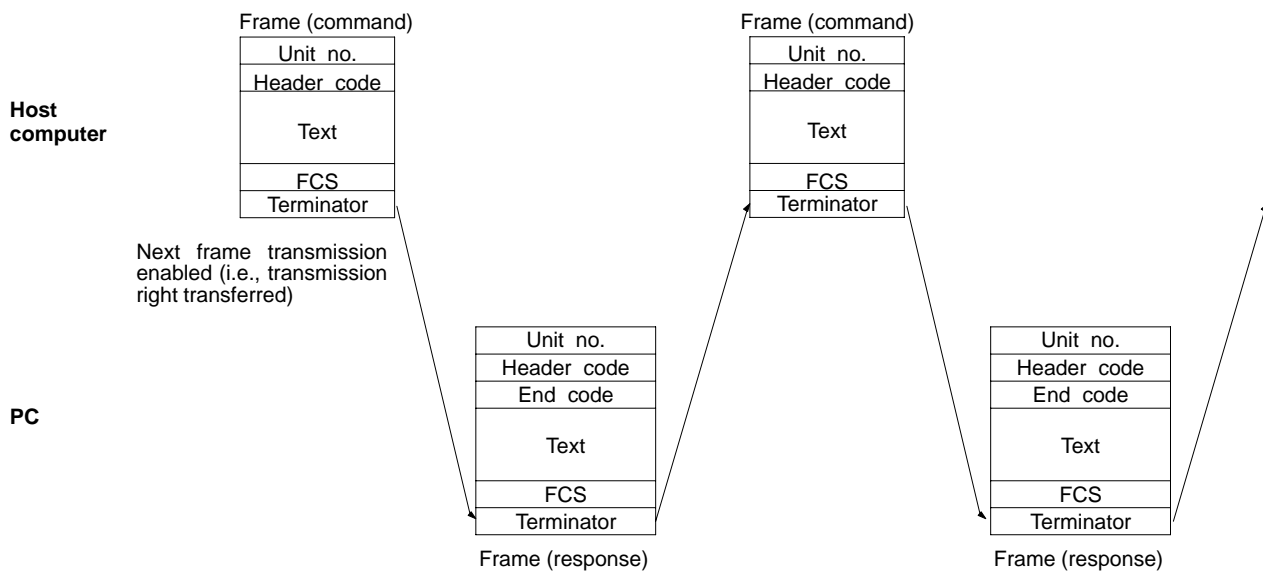 Frame (command)
Unit no.
Header code
Text
FCS
Terminator
Frame (command)
Unit no.
Header code
Text
FCS
Terminator
Host
computer
Next frame transmission
enabled (i.e., transmission
right transferred)
PC
Unit no.
Header code
End code
Text
FCS
Terminator
Frame (response)
Unit no.
Header code
End code
Text
FCS
Terminator
Frame (response)